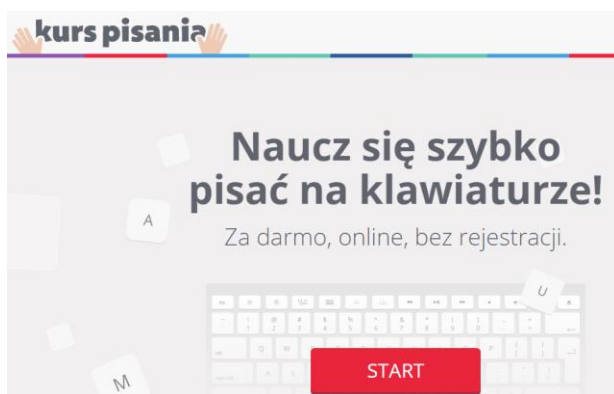 kurs pisania
Naucz się szybko
pisać na klawiaturze!
Za darmo, online, bez rejestracji.
A
U
START
M